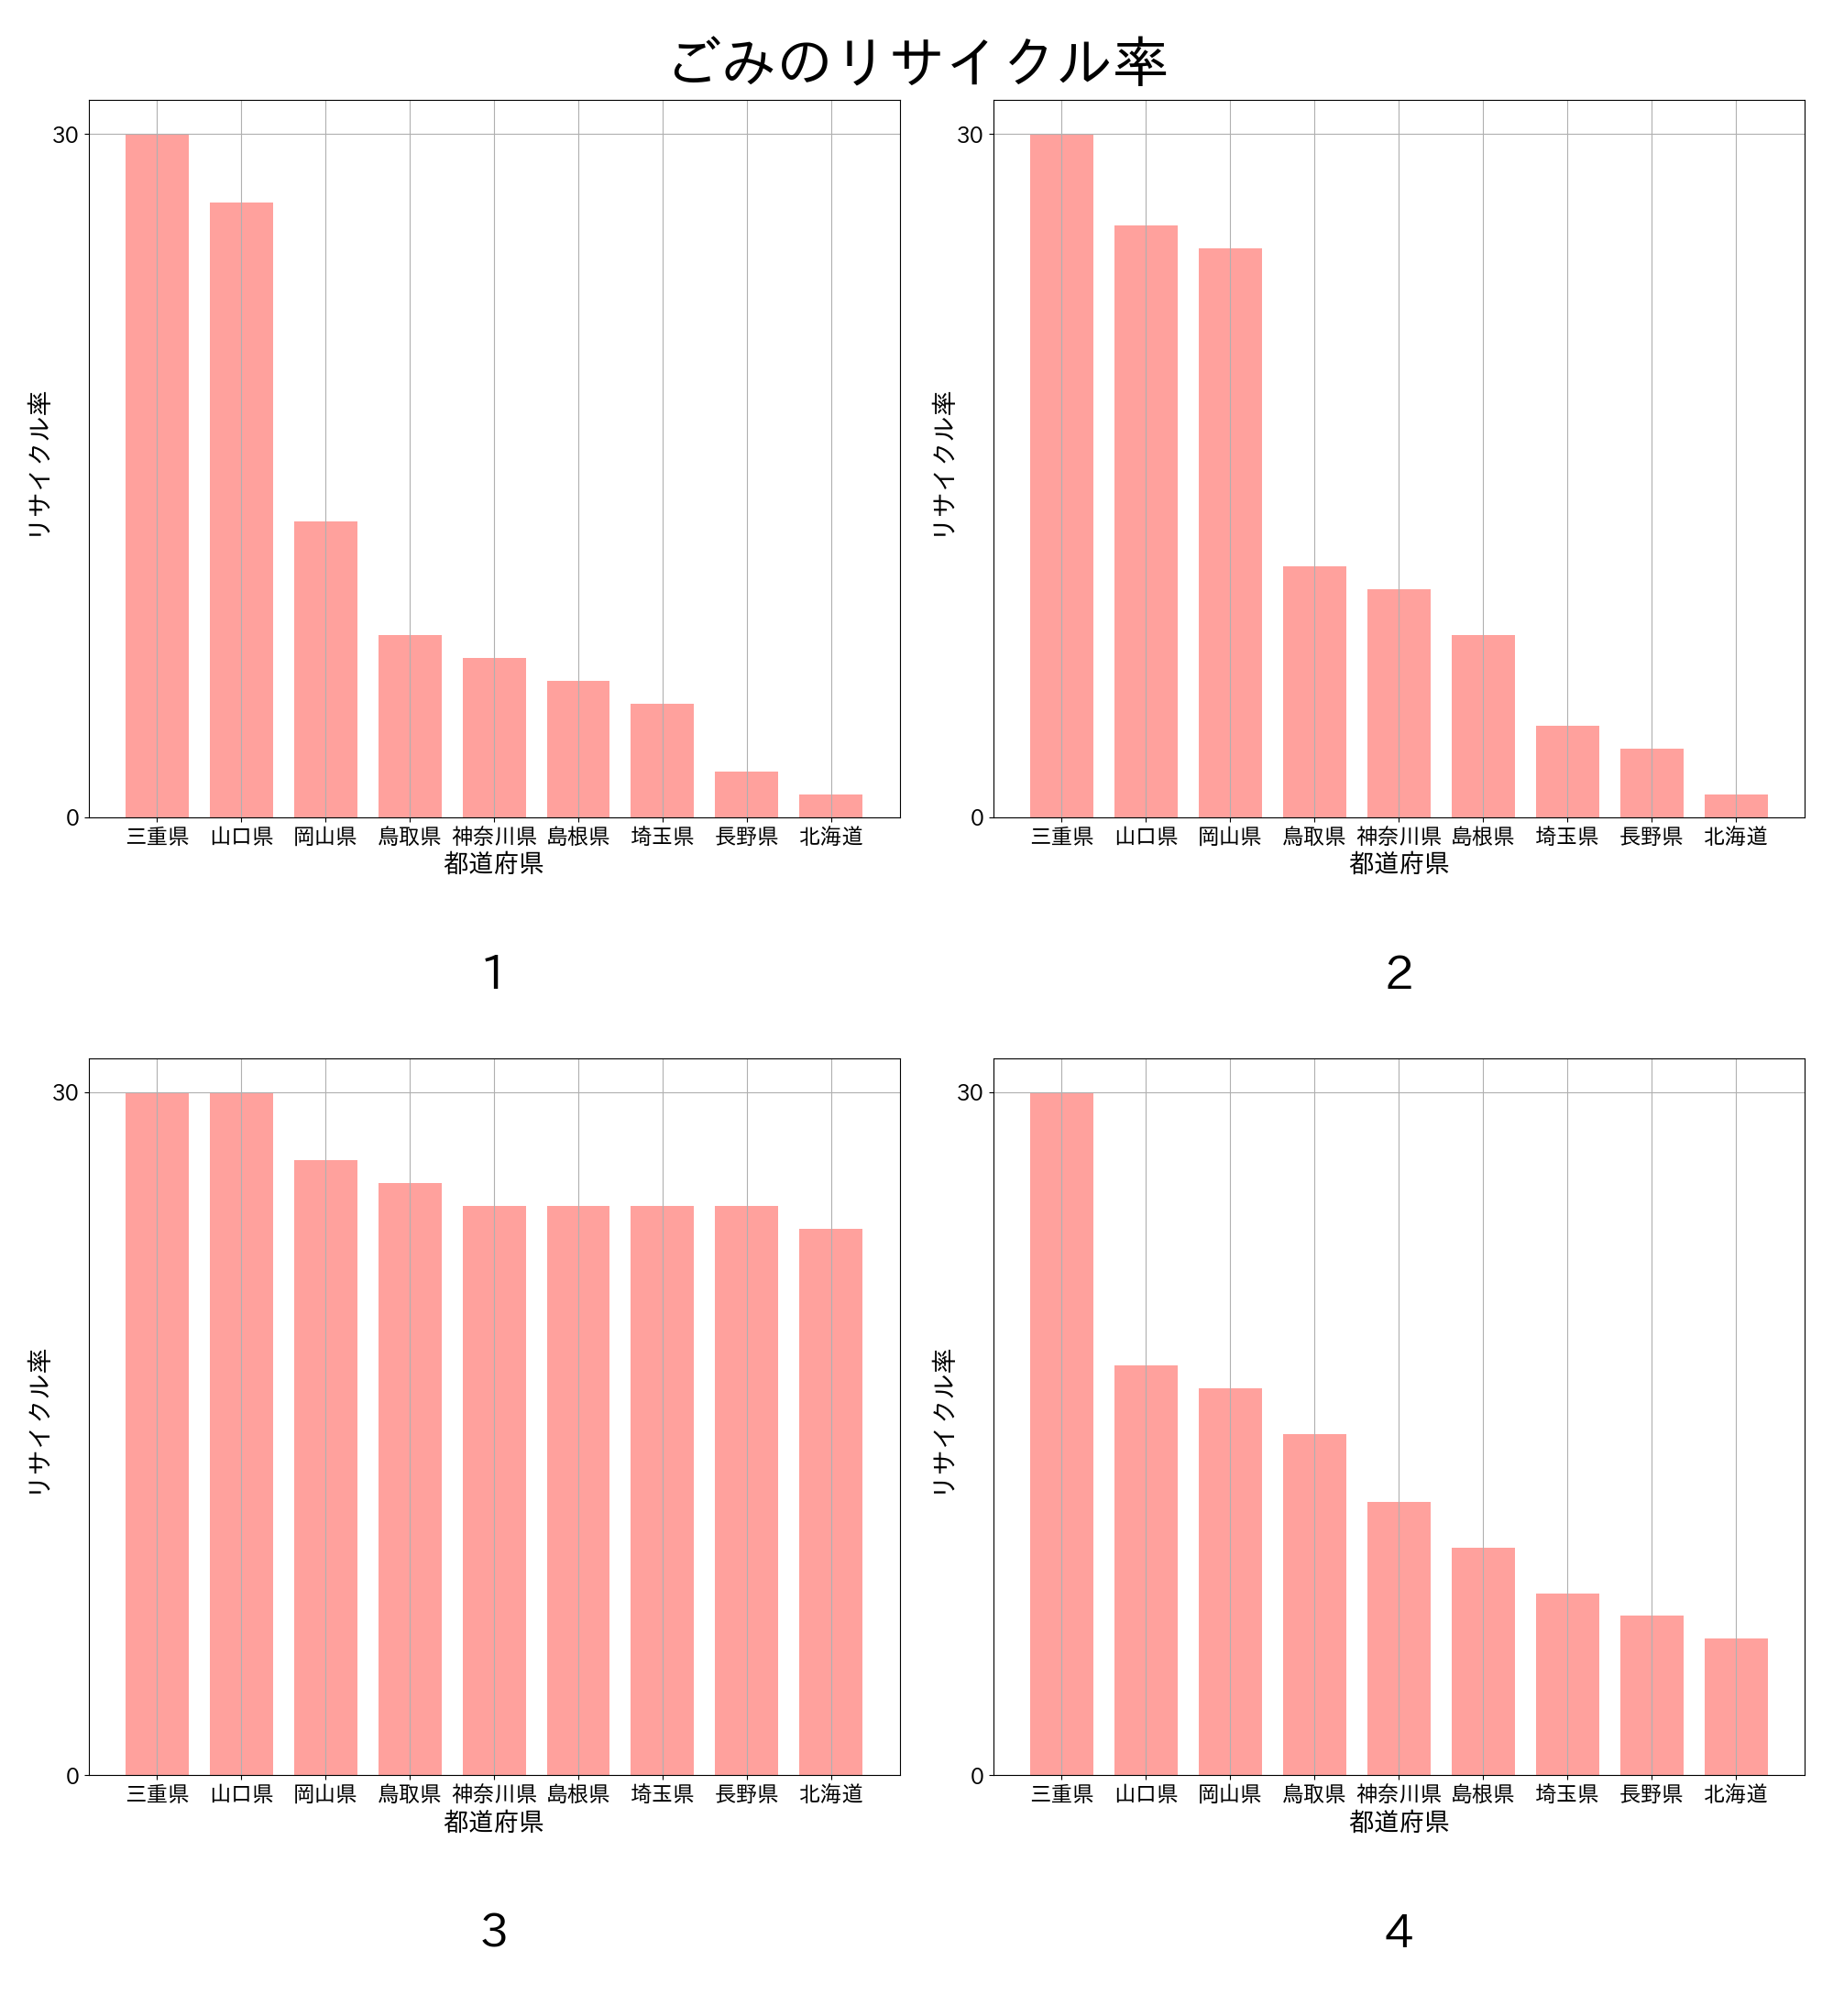 ごみのリサイクル率
30
0
リサイクル率
三重県 山口県 岡山県 鳥取県 神奈川県 島根県 埼玉県 長野県 北海道
都道府県
1
30
0
リサイクル率
三重県 山口県 岡山県 鳥取県 神奈川県 島根県 埼玉県 長野県 北海道
都道府県
2
30
0
リサイクル率
三重県 山口県 岡山県 鳥取県 神奈川県 島根県 埼玉県 長野県 北海道
都道府県
3
30
0
リサイクル率
三重県 山口県 岡山県 鳥取県 神奈川県 島根県 埼玉県 長野県 北海道
都道府県
4